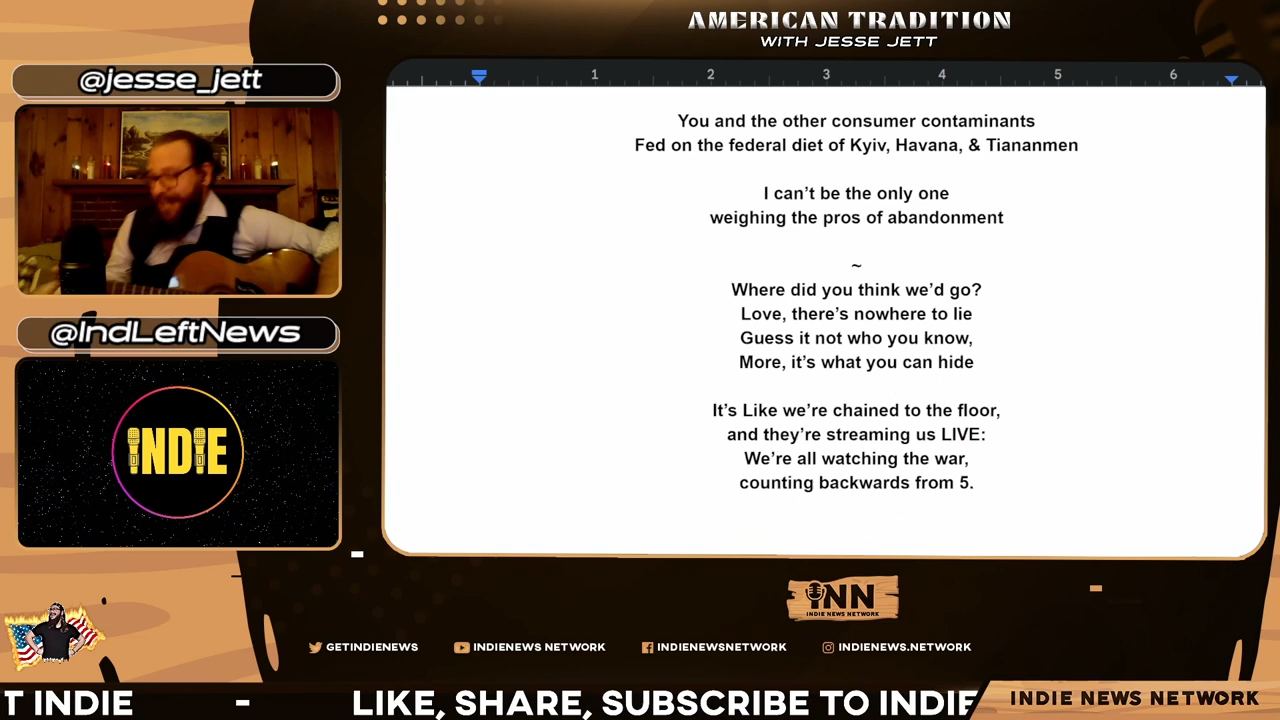 AMERICAN TRADITION
WITH JESSE JETT
@jesse_jett
1 2 3 4 5 6
You and the other consumer contaminants
Fed on the federal diet of Kyiv, Havana, & Tiananmen
I can't be the only one
weighing the pros of abandonment
~
Where did you think we'd go?
Love, there's nowhere to lie
Guess it not who you know,
More, it's what you can hide
It's Like we're chained to the floor,
and they're streaming us LIVE:
We're all watching the war,
counting backwards from 5.
@IndLeftNews
INDIE
INN
INDIE NEWS NETWORK
GETINDIENEWS
INDIENEWS NETWORK
INDIENEWSNETWORK
INDIENEWS.NETWORK
T INDIE - LIKE, SHARE, SUBSCRIBE TO INDIE
INDIE NEWS NETWORK